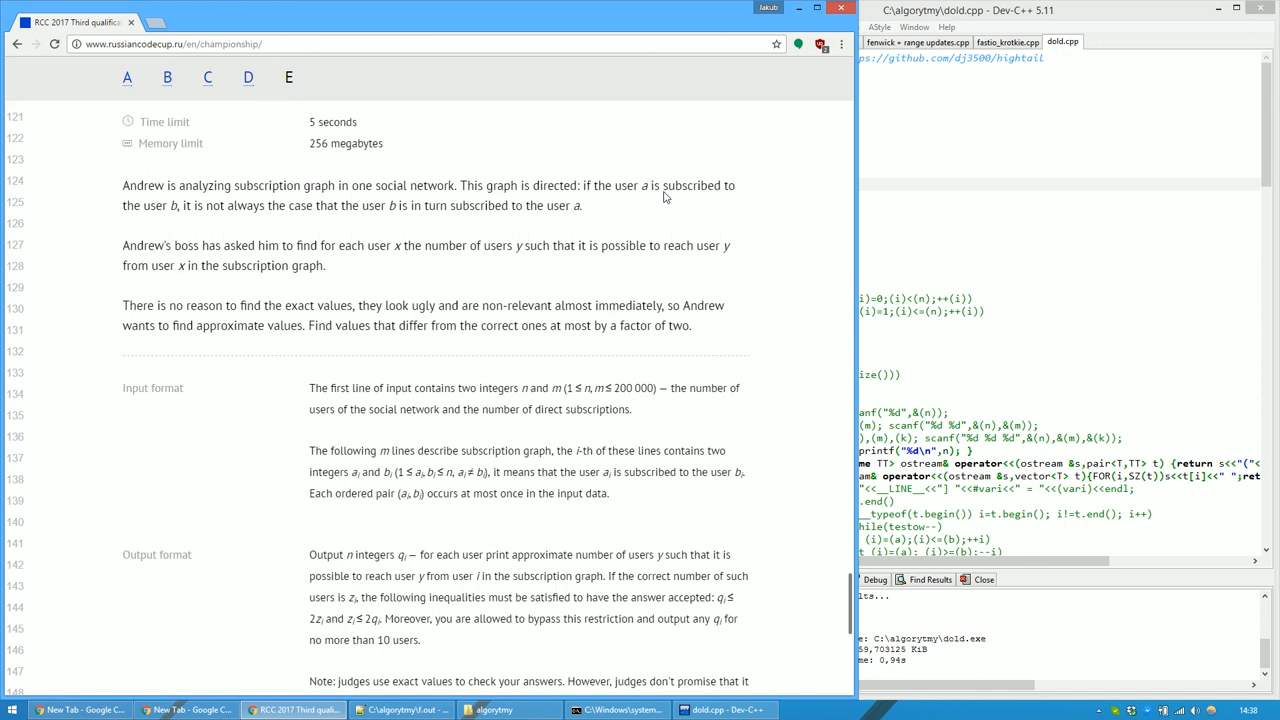 Jakub
C:\algorytmy\dold.cpp - Dev-C++ 5.11
RCC 2017 Third qualifica
AStyle Window Help
www.russiancodecup.ru/en/championship/
fenwick + range updates.cpp fastio_krotkie.cpp dold.cpp
A B C D E
ps://github.com/dj3500/hightail
121
122
123
124
125
126
127
128
129
130
131
132
133
134
135
136
137
138
139
140
141
142
143
144
145
146
147
148
Time limit 5 seconds
Memory limit 256 megabytes
Andrew is analyzing subscription graph in one social network. This graph is directed: if the user a is subscribed to
the user b, it is not always the case that the user b is in turn subscribed to the user a.
Andrew's boss has asked him to find for each user x the number of users y such that it is possible to reach user y
from user x in the subscription graph.
There is no reason to find the exact values, they look ugly and are non-relevant almost immediately, so Andrew
wants to find approximate values. Find values that differ from the correct ones at most by a factor of two.
Input format
The first line of input contains two integers n and m (1 ≤ n, m ≤ 200 000) — the number of
users of the social network and the number of direct subscriptions.
The following m lines describe subscription graph, the i-th of these lines contains two
integers ai and bi (1 ≤ ai, bi ≤ n, ai ≠ bi), it means that the user ai is subscribed to the user bi.
Each ordered pair (ai, bi) occurs at most once in the input data.
Output format
Output n integers qi — for each user print approximate number of users y such that it is
possible to reach user y from user i in the subscription graph. If the correct number of such
users is zi, the following inequalities must be satisfied to have the answer accepted: qi ≤
2zi and zi ≤ 2qi. Moreover, you are allowed to bypass this restriction and output any qi for
no more than 10 users.
Note: judges use exact values to check your answers. However, judges don't promise that it
i)=0;(i)<(n);++(i))
(i)=1;(i)<=(n);++(i))
ize()))
anf("%d",&(n));
(m); scanf("%d %d",&(n),&(m));
),(m),(k); scanf("%d %d %d",&(n),&(m),&(k));
printf("%d\n",n); }
me TT> ostream& operator<<(ostream &s,pair<T,TT> t) {return s<<"("<
am& operator<<(ostream &s,vector<T> t){FOR(i,SZ(t))s<<t[i]<<" ";ret
"<<__LINE__<<"] "<<#vari<<" = "<<(vari)<<endl;
.end()
__typeof(t.begin()) i=t.begin(); i!=t.end(); i++)
hile(testow--)
(i)=(a);(i)<=(b);++i)
t (i)=(a); (i)>=(b);--i)
Debug Find Results Close
lts...
e: C:\algorytmy\dold.exe
59,703125 KiB
me: 0,94s
New Tab - Google C... New Tab - Google C... RCC 2017 Third quali... C:\algorytmy\f.out - ... algorytmy C:\Windows\system... dold.cpp - Dev-C++ ... 14:38